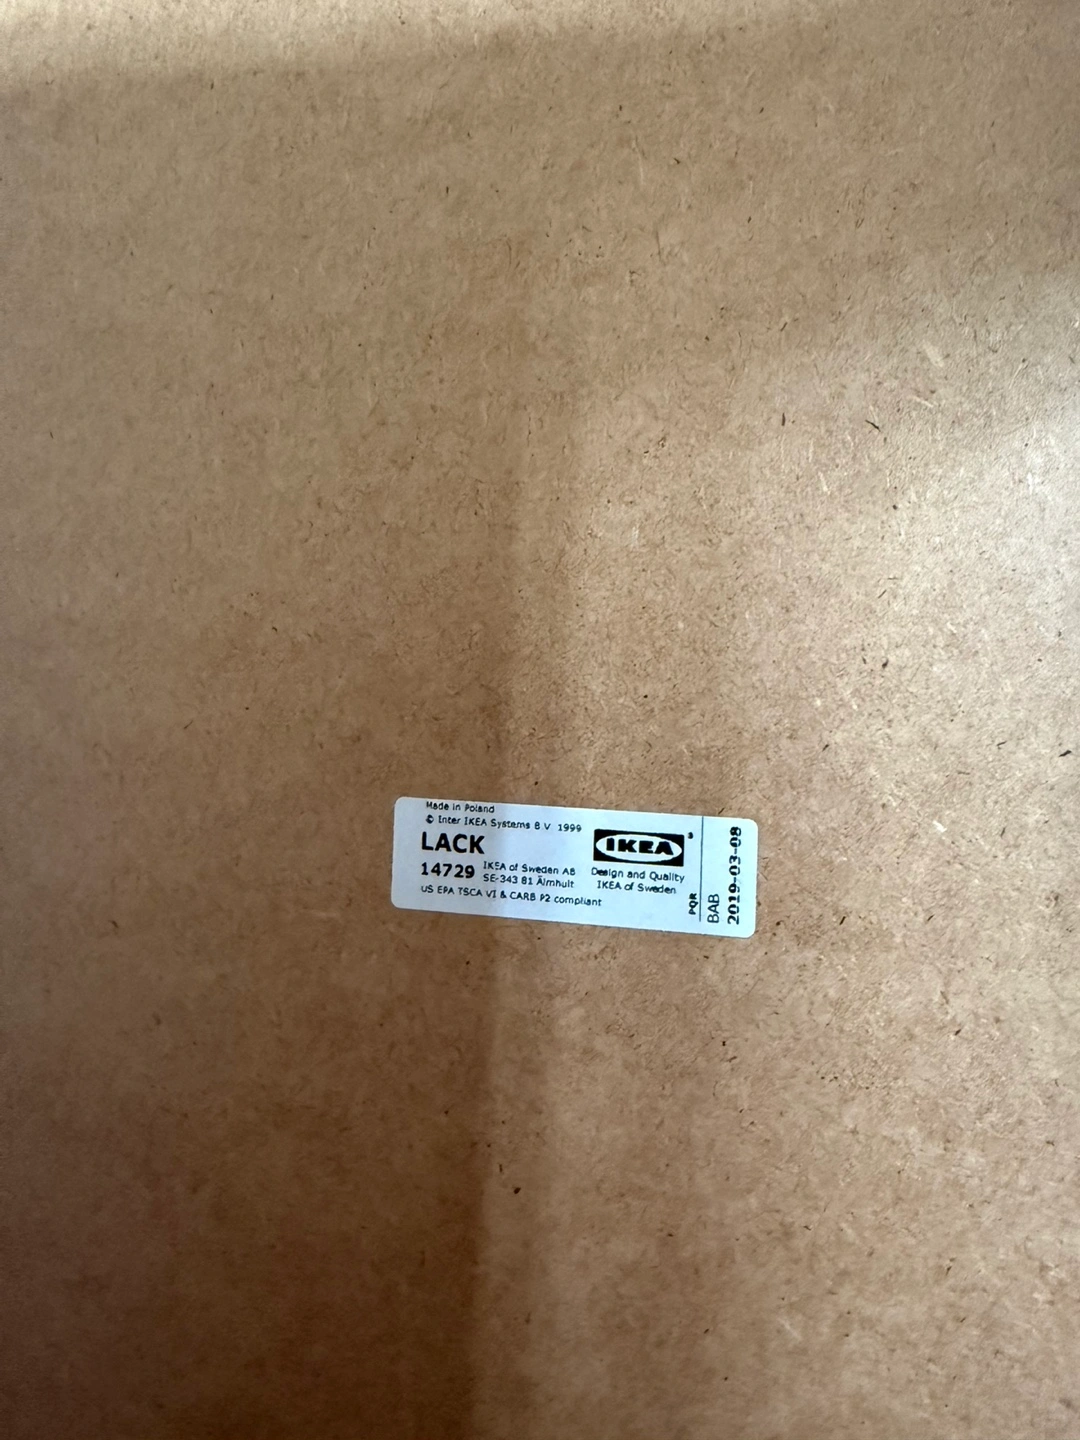 Made in Poland
© Inter IKEA Systems B V 1999
LACK
14729
IKEA of Sweden AB
SE-343 81 Älmhult
US EPA TSCA VI & CARB P2 compliant
IKEA®
Design and Quality
IKEA of Sweden
PQR
BAB
2019-03-08